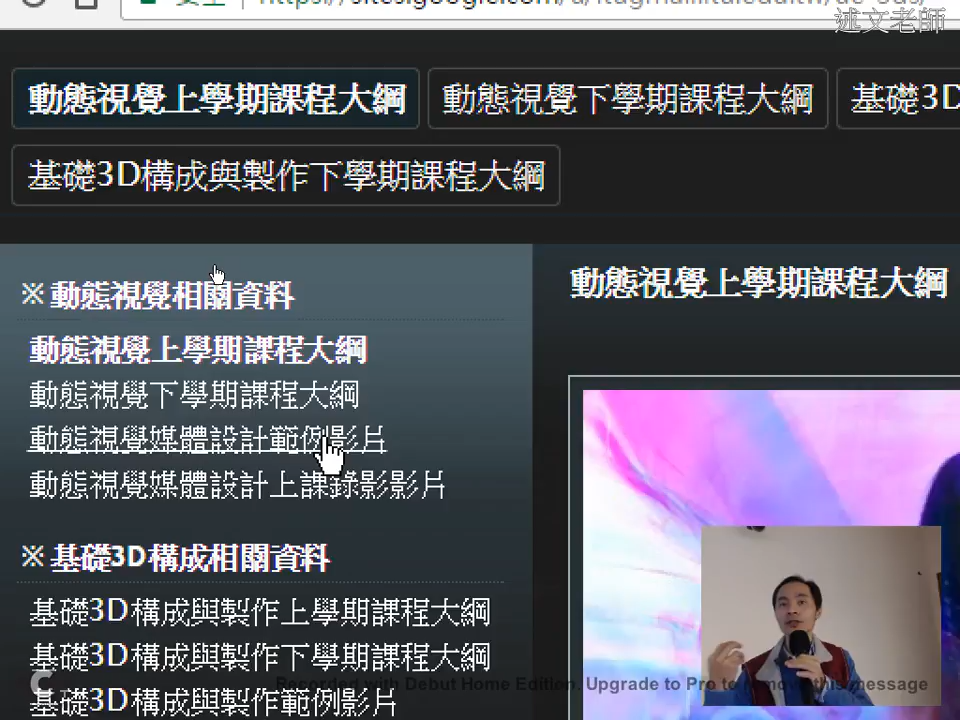 安全
述文老師
動態視覺上學期課程大綱
動態視覺下學期課程大綱
基礎3D
基礎3D構成與製作下學期課程大綱
※動態視覺相關資料
動態視覺上學期課程大綱
動態視覺上學期課程大綱
動態視覺下學期課程大綱
動態視覺媒體設計範例影片
動態視覺媒體設計上課錄影影片
※基礎3D構成相關資料
基礎3D構成與製作上學期課程大綱
基礎3D構成與製作下學期課程大綱
基礎3D構成與製作範例影片
Recorded with Debut Home Edition. Upgrade to Pro to remove this message